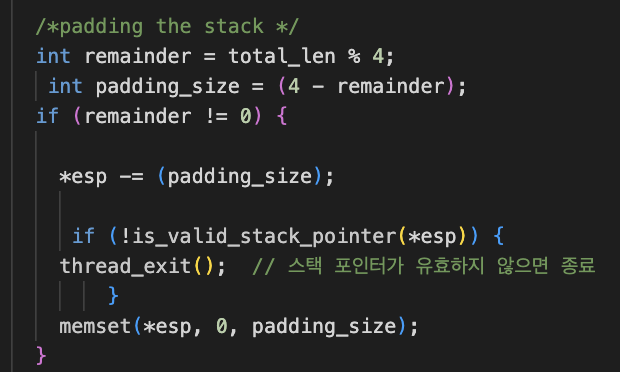 /*padding the stack */
int remainder = total_len % 4;
int padding_size = (4 - remainder);
if (remainder != 0) {
*esp -= (padding_size);
if (!is_valid_stack_pointer(*esp)) {
thread_exit();  // 스택 포인터가 유효하지 않으면 종료
}
memset(*esp, 0, padding_size);
}